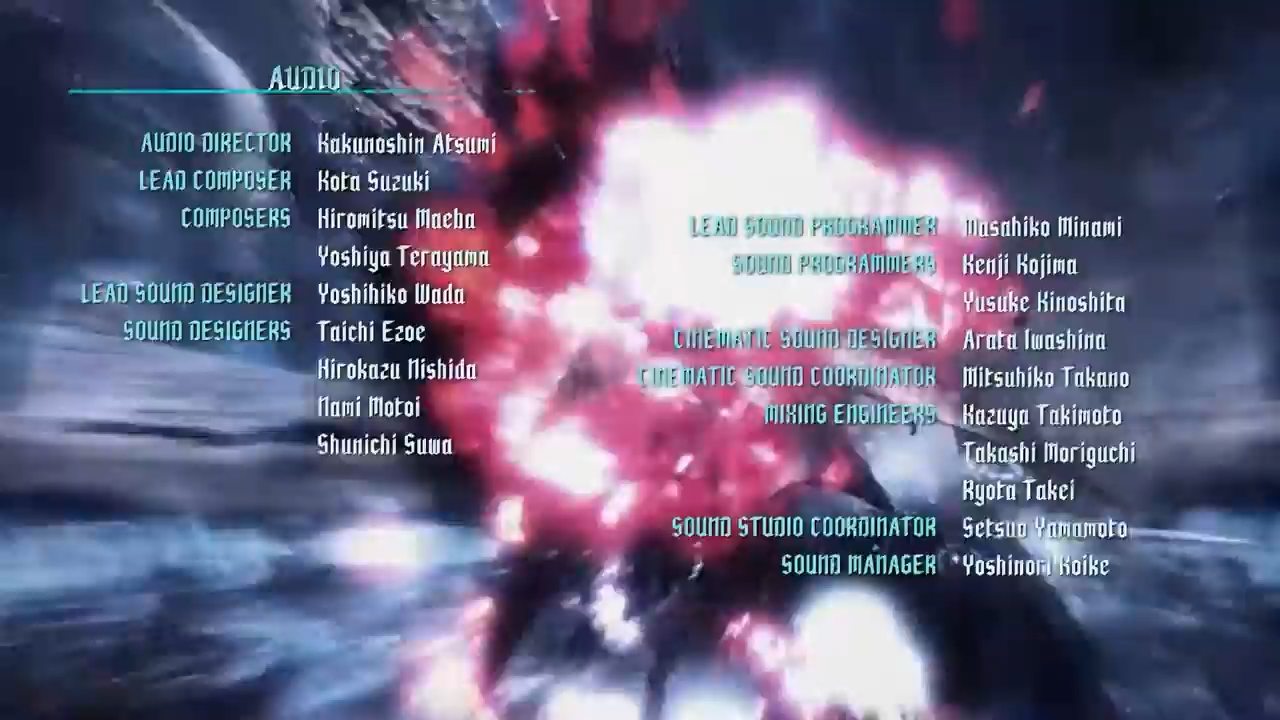 AUDIO
AUDIO DIRECTOR Kakunoshin Atsumi
LEAD COMPOSER Kota Suzuki
COMPOSERS Hiromitsu Maeba
Yoshiya Terayama
LEAD SOUND DESIGNER Yoshihiko Wada
SOUND DESIGNERS Taichi Ezoe
Hirokazu Nishida
Nami Motoi
Shunichi Suwa
LEAD SOUND PROGRAMMER Masahiko Minami
SOUND PROGRAMMERS Kenji Kojima
Yusuke Kinoshita
CINEMATIC SOUND DESIGNER Arata Iwashina
CINEMATIC SOUND COORDINATOR Mitsuhiko Takano
MIXING ENGINEERS Kazuya Takimoto
Takashi Moriguchi
Ryota Takei
SOUND STUDIO COORDINATOR Setsuo Yamamoto
SOUND MANAGER Yoshinori Koike